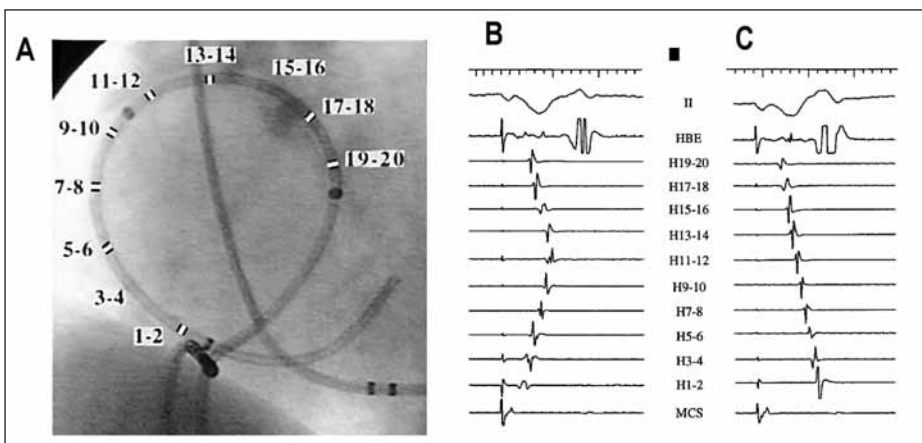 A
13-14
15-16
11-12
17-18
9-10
19-20
7-8
5-6
3-4
1-2
B
C
II
HBE
H19-20
H17-18
H15-16
H13-14
H11-12
H9-10
H7-8
H5-6
H3-4
H1-2
MCS